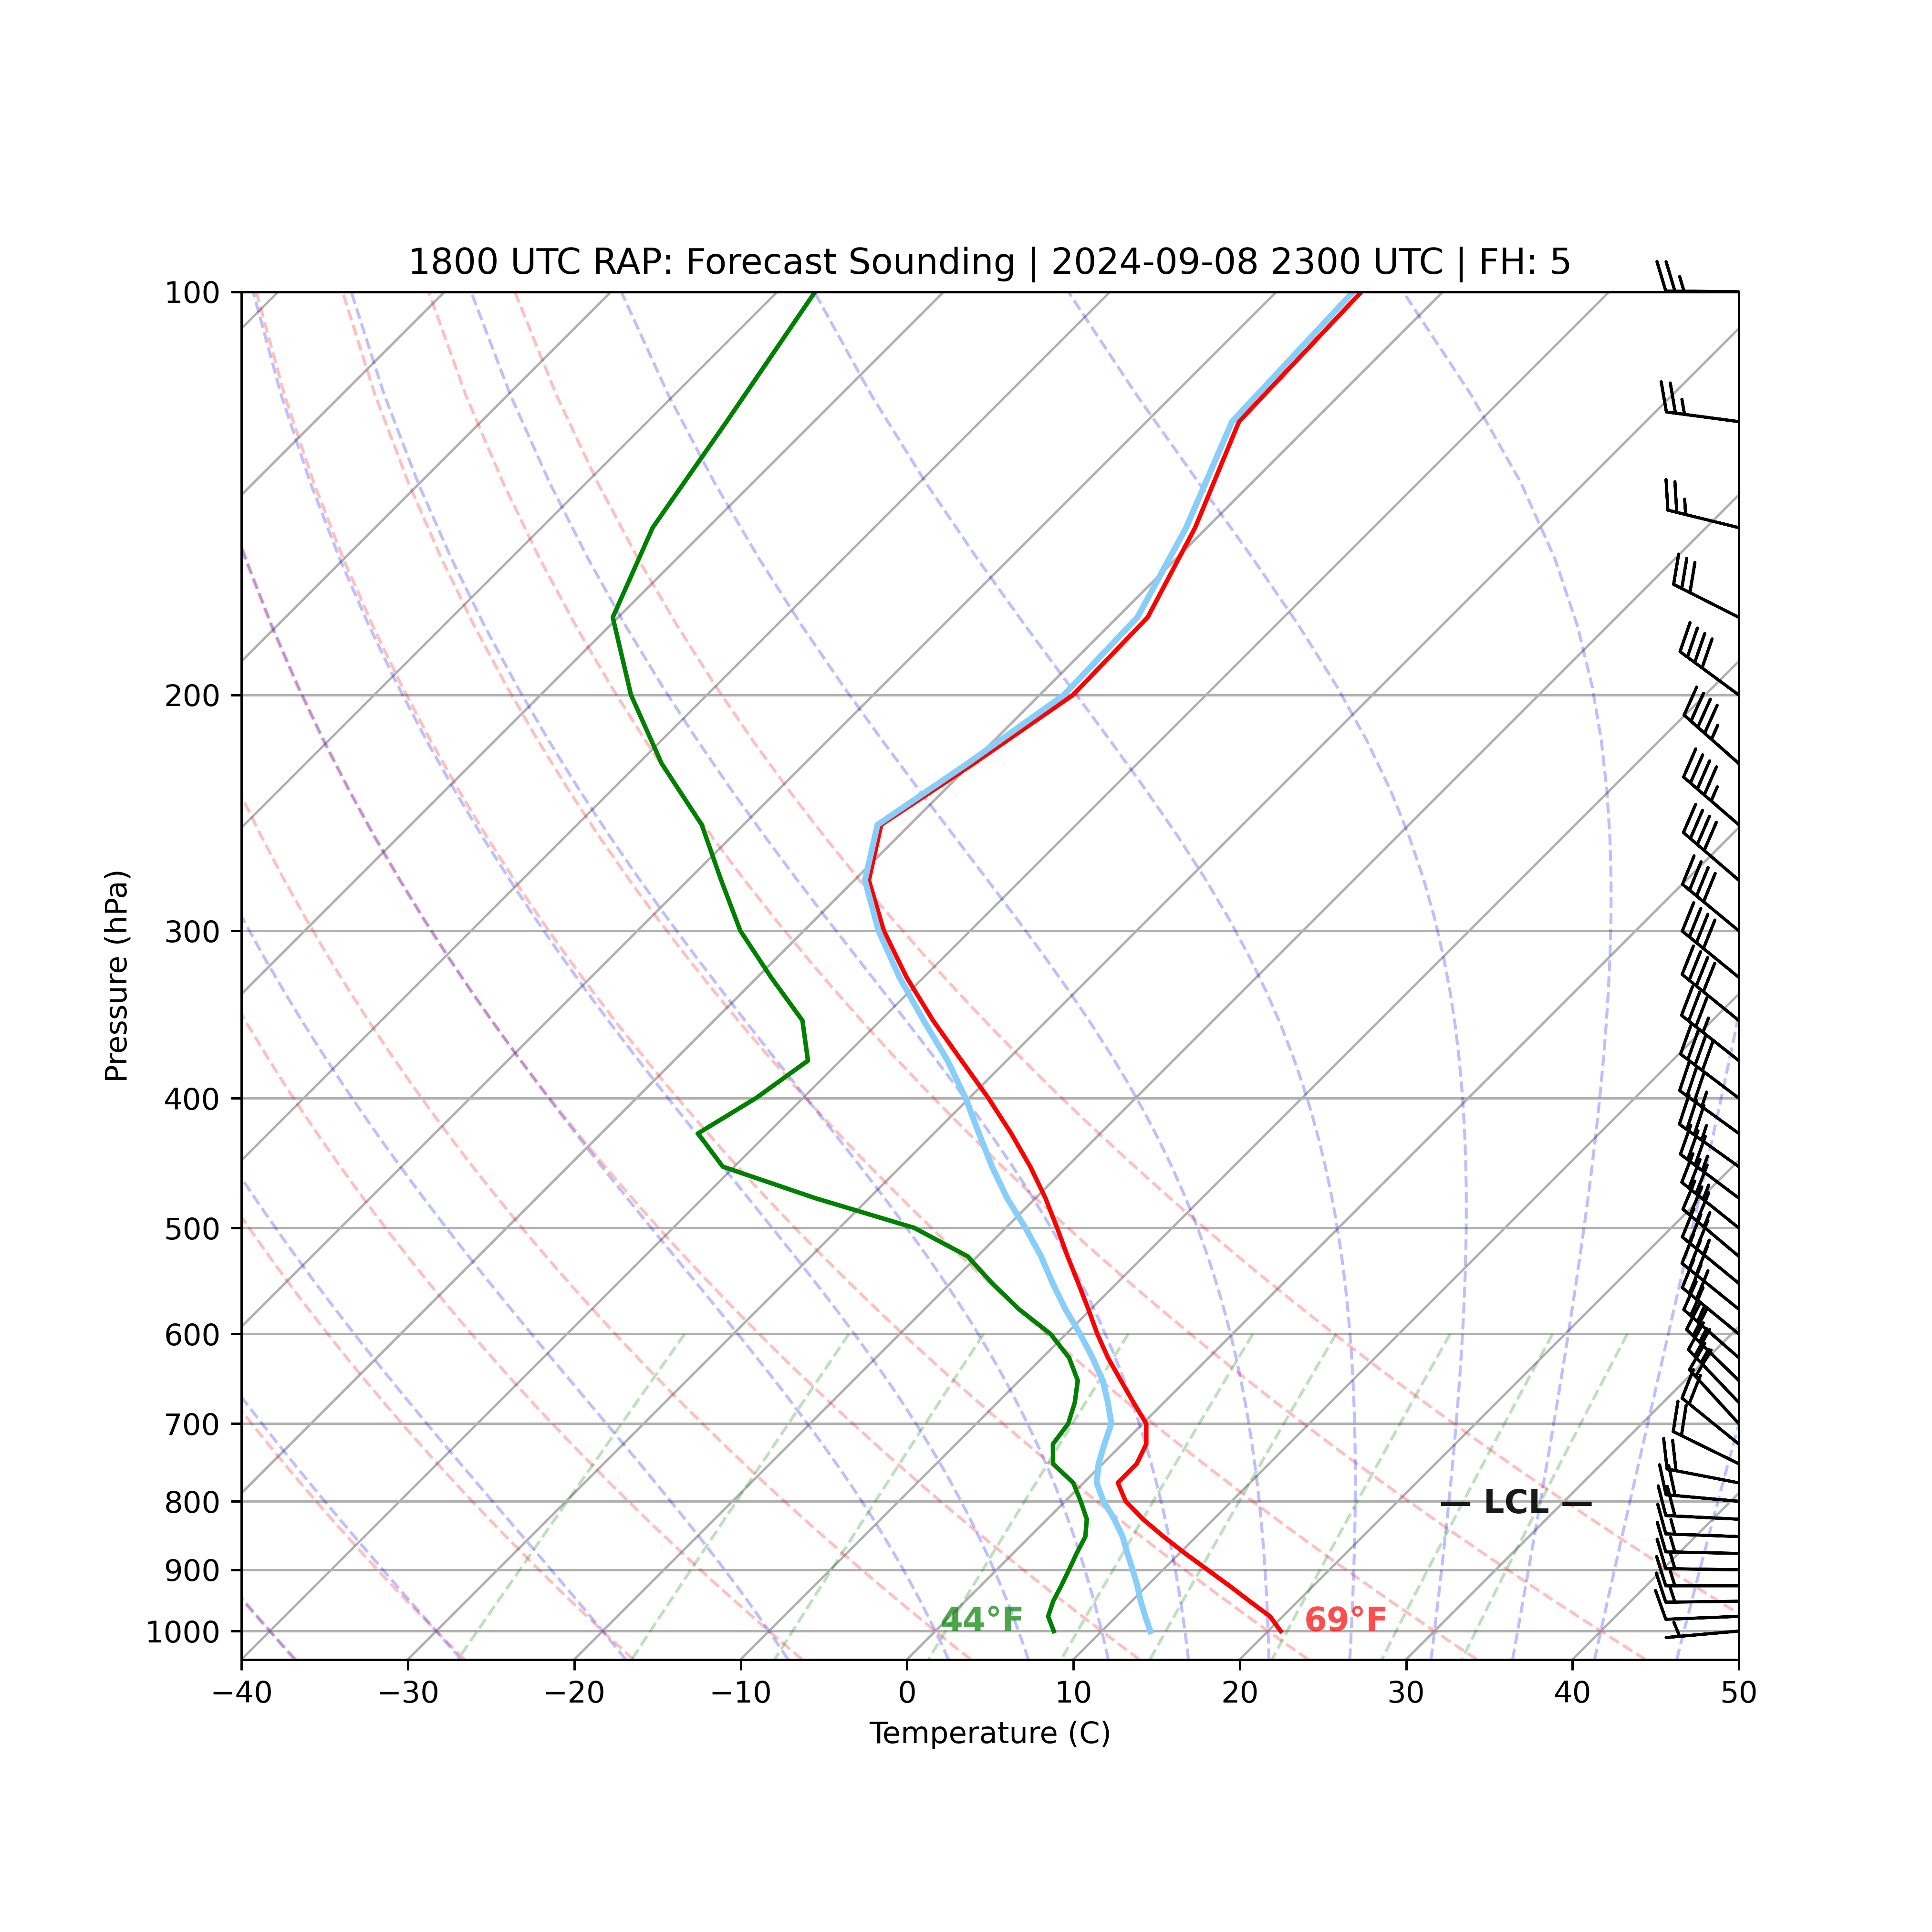 1800 UTC RAP: Forecast Sounding | 2024-09-08 2300 UTC | FH: 5
100
200
300
400
500
600
700
800
900
1000
Pressure (hPa)
— LCL —
44°F
69°F
−40 −30 −20 −10 0 10 20 30 40 50
Temperature (C)